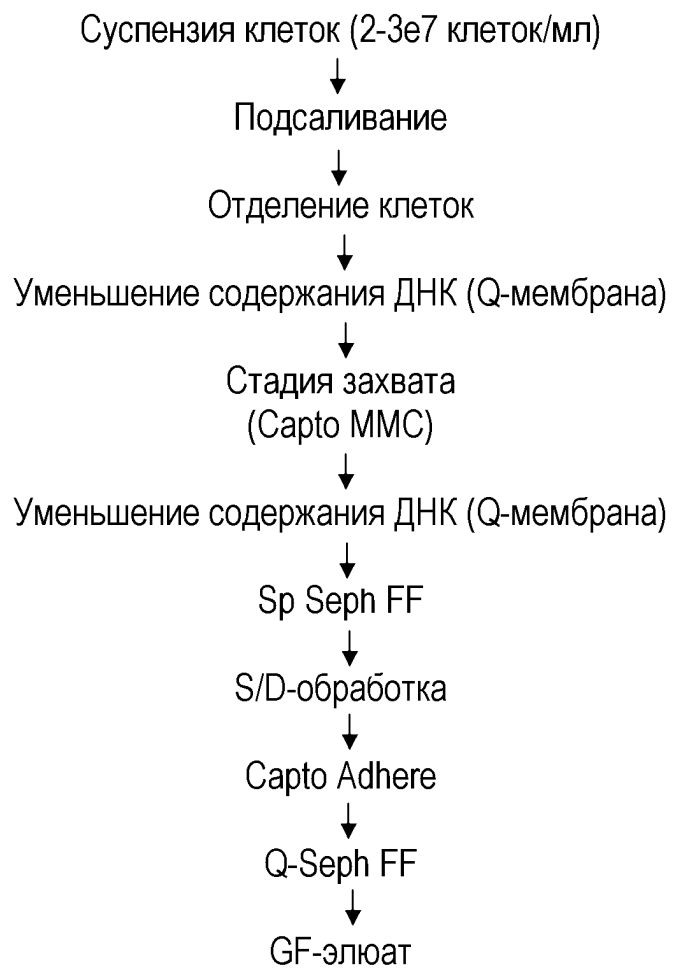 Суспензия клеток (2-3е7 клеток/мл)
Подсаливание
Отделение клеток
Уменьшение содержания ДНК (Q-мембрана)
Стадия захвата
(Capto MMC)
Уменьшение содержания ДНК (Q-мембрана)
Sp Seph FF
S/D-обработка
Capto Adhere
Q-Seph FF
GF-элюат